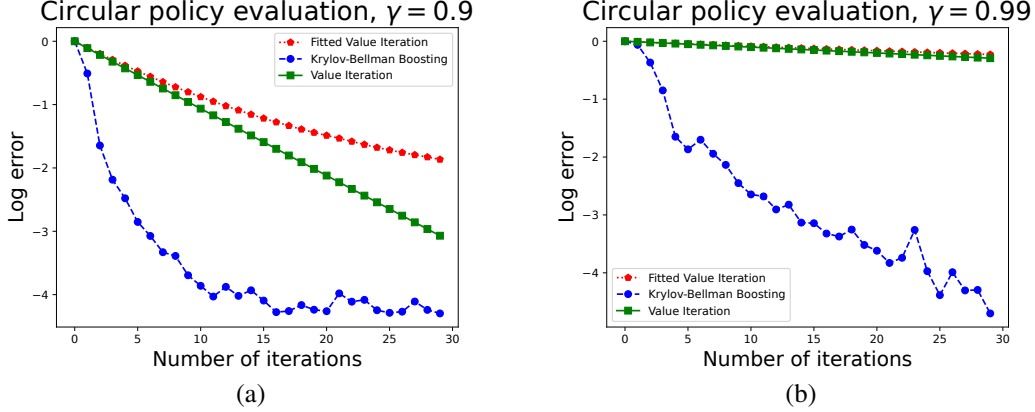 Circular policy evaluation, γ = 0.9
0
−1
−2
−3
−4
Log error
Fitted Value Iteration
Krylov-Bellman Boosting
Value Iteration
0 5 10 15 20 25 30
Number of iterations
(a)
Circular policy evaluation, γ = 0.99
0
−1
−2
−3
−4
Log error
Fitted Value Iteration
Krylov-Bellman Boosting
Value Iteration
0 5 10 15 20 25 30
Number of iterations
(b)